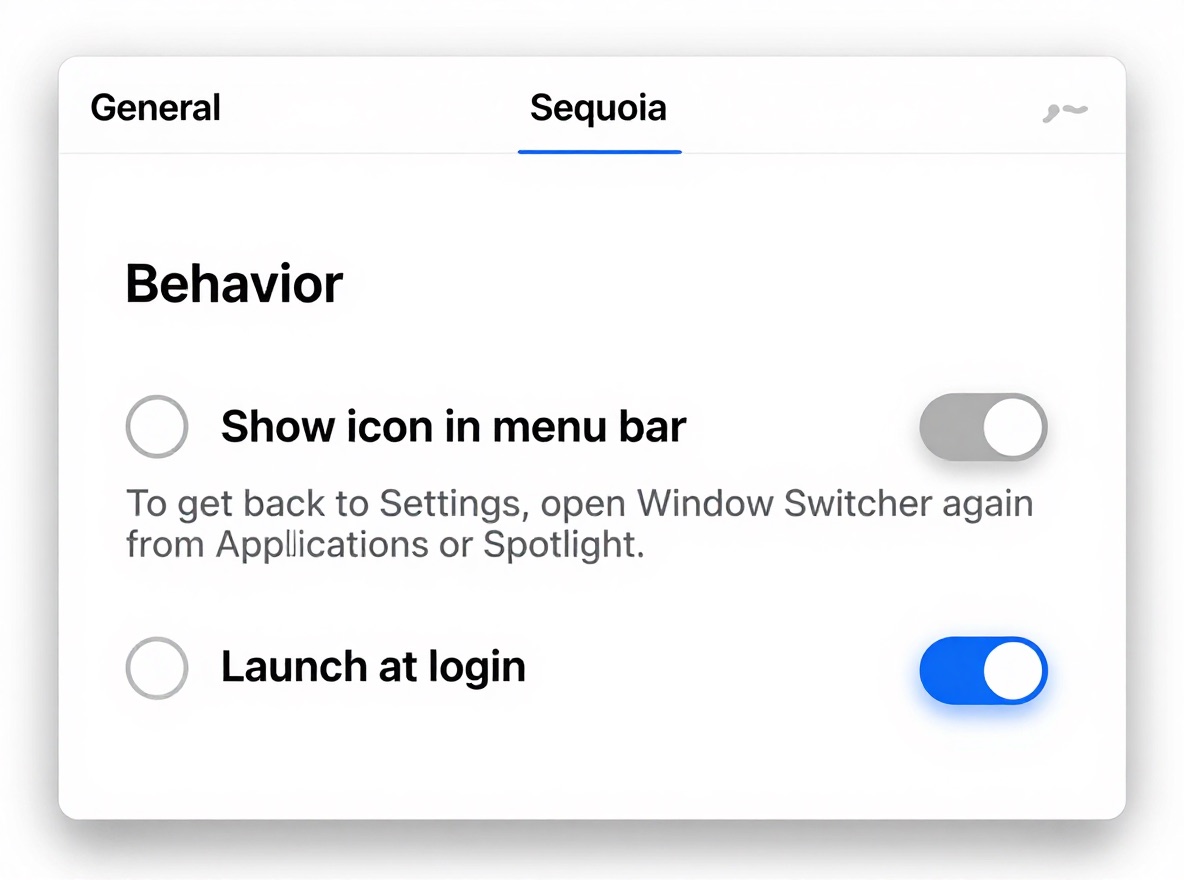 General
Sequoia
Behavior
Show icon in menu bar
To get back to Settings, open Window Switcher again
from Applications or Spotlight.
Launch at login